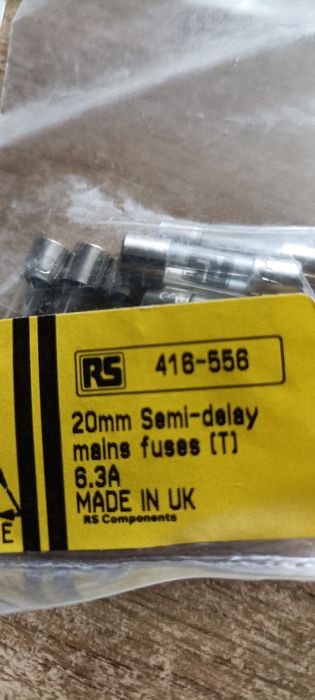 RS 416-556
20mm Semi-delay
mains fuses (T)
6.3A
MADE IN UK
RS Components
E